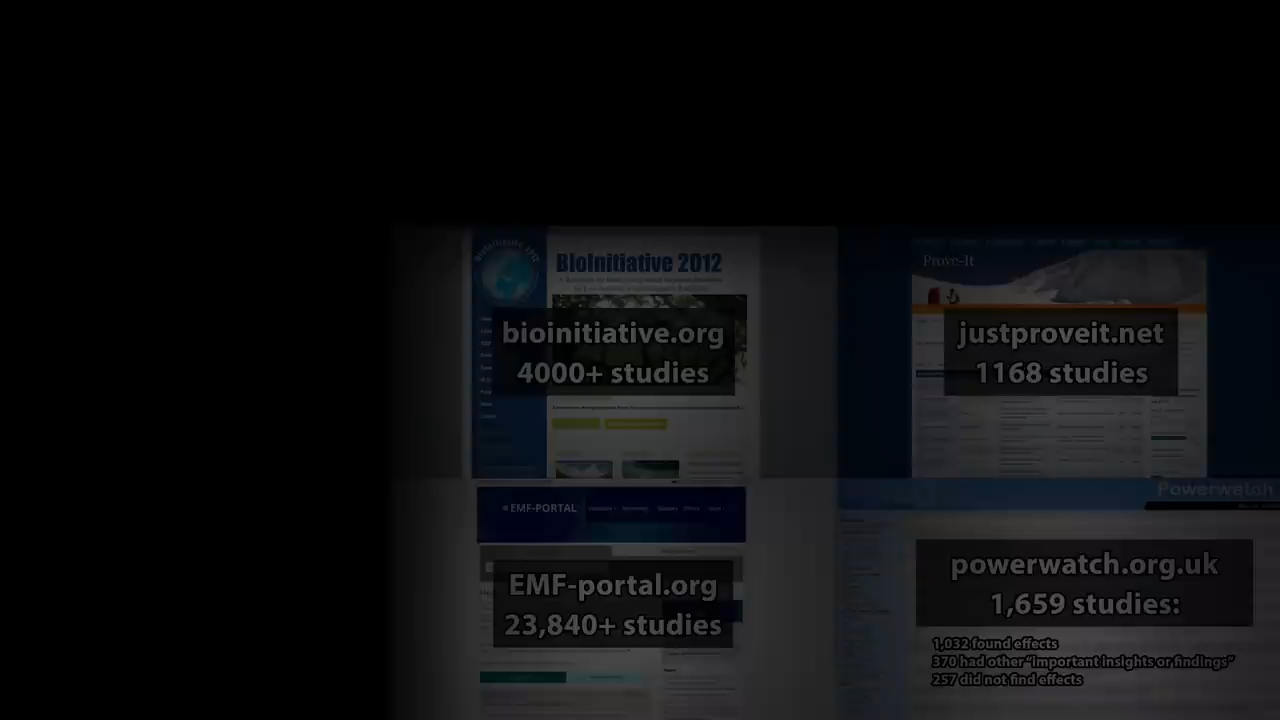 BIOINITIATIVE 2012
BioInitiative 2012
bioinitiative.org
4000+ studies
Prove-It
justproveit.net
1168 studies
EMF-PORTAL
EMF-portal.org
23,840+ studies
Powerwatch
powerwatch.org.uk
1,659 studies:
1,032 found effects
370 had other "important insights or findings"
257 did not find effects